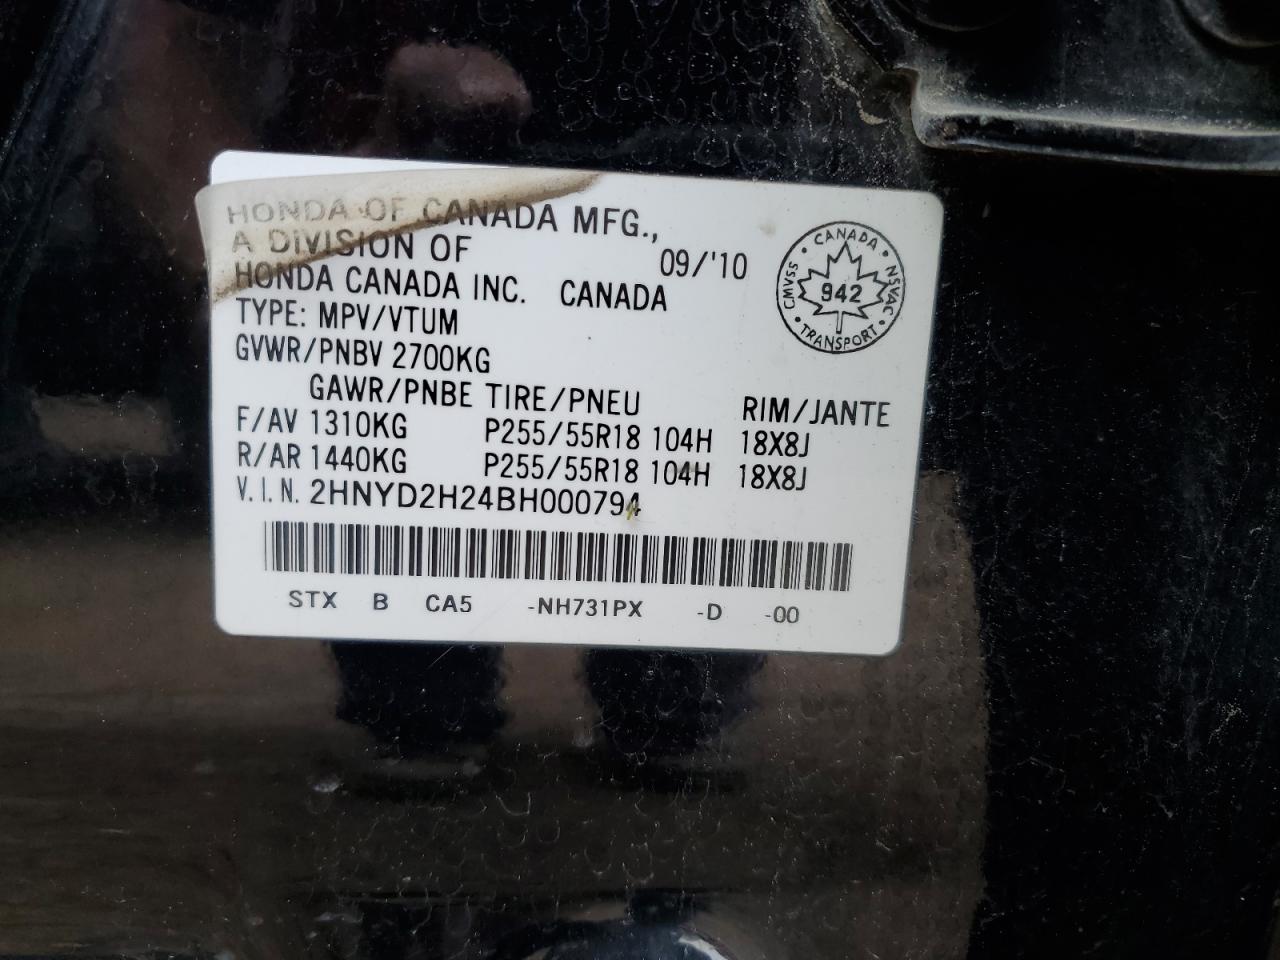 HONDA OF CANADA MFG.,
A DIVISION OF
HONDA CANADA INC. CANADA
09/'10
CANADA
CMVSS
NSVAC
942
TRANSPORT
TYPE: MPV/VTUM
GVWR/PNBV 2700KG
GAWR/PNBE TIRE/PNEU RIM/JANTE
F/AV 1310KG P255/55R18 104H 18X8J
R/AR 1440KG P255/55R18 104H 18X8J
V.I.N. 2HNYD2H24BH000794
STX B CA5 -NH731PX -D -00